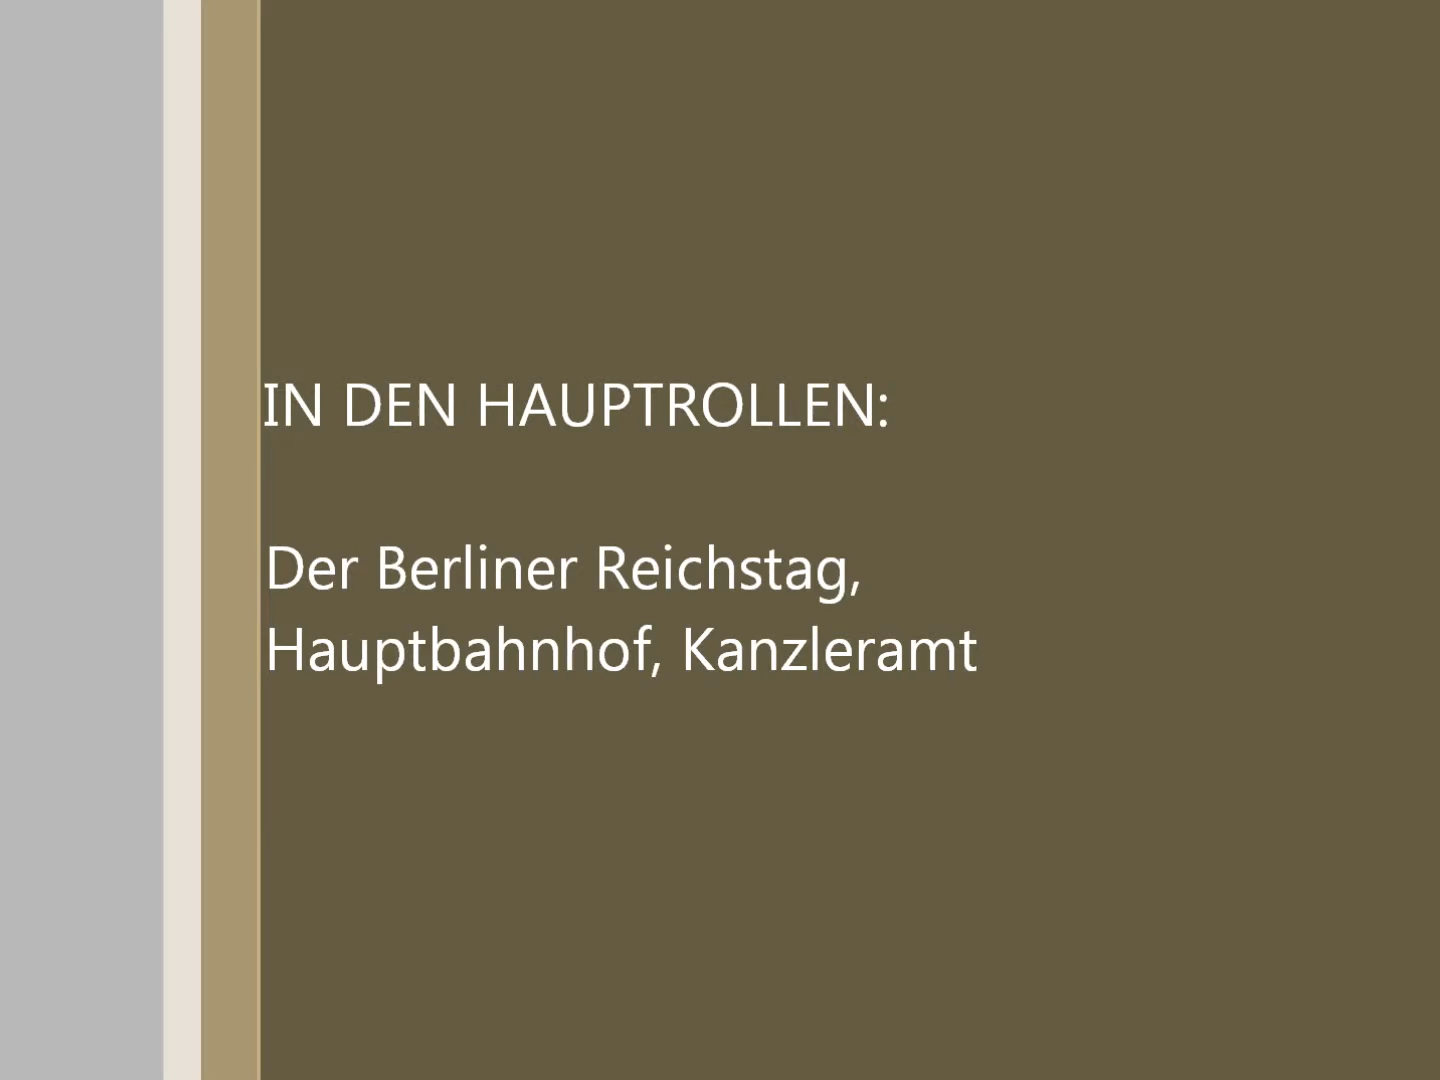 IN DEN HAUPTROLLEN:
Der Berliner Reichstag,
Hauptbahnhof, Kanzleramt